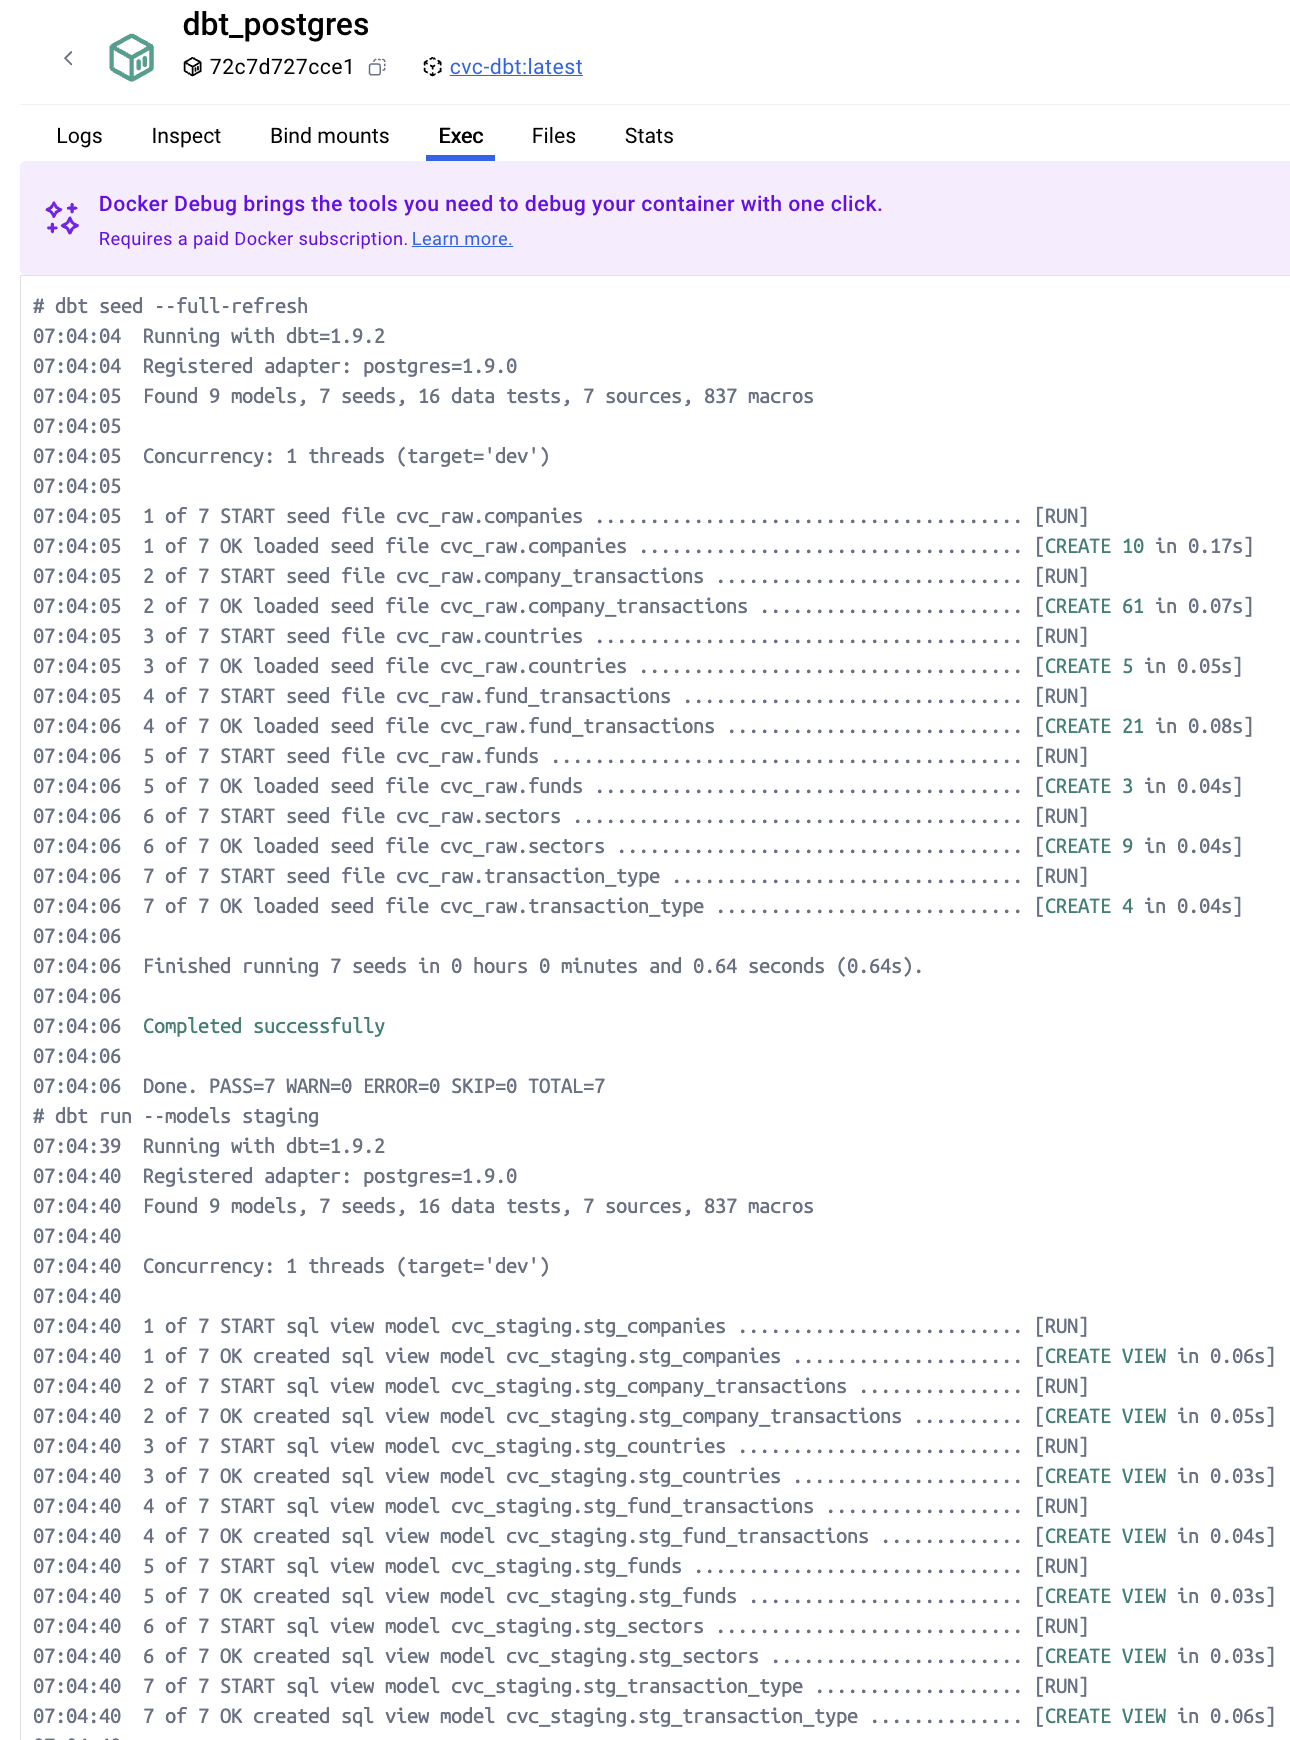 dbt_postgres
72c7d727cce1 cvc-dbt:latest
Logs Inspect Bind mounts Exec Files Stats
Docker Debug brings the tools you need to debug your container with one click.
Requires a paid Docker subscription. Learn more.
# dbt seed --full-refresh
07:04:04  Running with dbt=1.9.2
07:04:04  Registered adapter: postgres=1.9.0
07:04:05  Found 9 models, 7 seeds, 16 data tests, 7 sources, 837 macros
07:04:05
07:04:05  Concurrency: 1 threads (target='dev')
07:04:05
07:04:05  1 of 7 START seed file cvc_raw.companies ....................................... [RUN]
07:04:05  1 of 7 OK loaded seed file cvc_raw.companies ................................... [CREATE 10 in 0.17s]
07:04:05  2 of 7 START seed file cvc_raw.company_transactions ............................ [RUN]
07:04:05  2 of 7 OK loaded seed file cvc_raw.company_transactions ........................ [CREATE 61 in 0.07s]
07:04:05  3 of 7 START seed file cvc_raw.countries ....................................... [RUN]
07:04:05  3 of 7 OK loaded seed file cvc_raw.countries ................................... [CREATE 5 in 0.05s]
07:04:05  4 of 7 START seed file cvc_raw.fund_transactions ............................... [RUN]
07:04:06  4 of 7 OK loaded seed file cvc_raw.fund_transactions ........................... [CREATE 21 in 0.08s]
07:04:06  5 of 7 START seed file cvc_raw.funds ........................................... [RUN]
07:04:06  5 of 7 OK loaded seed file cvc_raw.funds ....................................... [CREATE 3 in 0.04s]
07:04:06  6 of 7 START seed file cvc_raw.sectors ......................................... [RUN]
07:04:06  6 of 7 OK loaded seed file cvc_raw.sectors ..................................... [CREATE 9 in 0.04s]
07:04:06  7 of 7 START seed file cvc_raw.transaction_type ................................ [RUN]
07:04:06  7 of 7 OK loaded seed file cvc_raw.transaction_type ............................ [CREATE 4 in 0.04s]
07:04:06
07:04:06  Finished running 7 seeds in 0 hours 0 minutes and 0.64 seconds (0.64s).
07:04:06
07:04:06  Completed successfully
07:04:06
07:04:06  Done. PASS=7 WARN=0 ERROR=0 SKIP=0 TOTAL=7
# dbt run --models staging
07:04:39  Running with dbt=1.9.2
07:04:40  Registered adapter: postgres=1.9.0
07:04:40  Found 9 models, 7 seeds, 16 data tests, 7 sources, 837 macros
07:04:40
07:04:40  Concurrency: 1 threads (target='dev')
07:04:40
07:04:40  1 of 7 START sql view model cvc_staging.stg_companies .......................... [RUN]
07:04:40  1 of 7 OK created sql view model cvc_staging.stg_companies ..................... [CREATE VIEW in 0.06s]
07:04:40  2 of 7 START sql view model cvc_staging.stg_company_transactions ............... [RUN]
07:04:40  2 of 7 OK created sql view model cvc_staging.stg_company_transactions .......... [CREATE VIEW in 0.05s]
07:04:40  3 of 7 START sql view model cvc_staging.stg_countries .......................... [RUN]
07:04:40  3 of 7 OK created sql view model cvc_staging.stg_countries ..................... [CREATE VIEW in 0.03s]
07:04:40  4 of 7 START sql view model cvc_staging.stg_fund_transactions .................. [RUN]
07:04:40  4 of 7 OK created sql view model cvc_staging.stg_fund_transactions ............. [CREATE VIEW in 0.04s]
07:04:40  5 of 7 START sql view model cvc_staging.stg_funds .............................. [RUN]
07:04:40  5 of 7 OK created sql view model cvc_staging.stg_funds ......................... [CREATE VIEW in 0.03s]
07:04:40  6 of 7 START sql view model cvc_staging.stg_sectors ............................ [RUN]
07:04:40  6 of 7 OK created sql view model cvc_staging.stg_sectors ....................... [CREATE VIEW in 0.03s]
07:04:40  7 of 7 START sql view model cvc_staging.stg_transaction_type ................... [RUN]
07:04:40  7 of 7 OK created sql view model cvc_staging.stg_transaction_type .............. [CREATE VIEW in 0.06s]